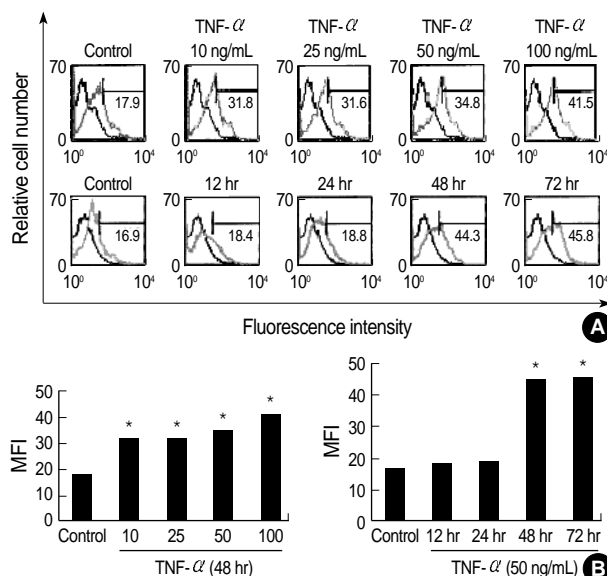 TNF-α TNF-α TNF-α TNF-α
Control 10 ng/mL 25 ng/mL 50 ng/mL 100 ng/mL
Relative cell number
70 70 70 70 70
17.9 31.8 31.6 34.8 41.5
0 0 0 0 0
10⁰ 10⁴ 10⁰ 10⁴ 10⁰ 10⁴ 10⁰ 10⁴ 10⁰ 10⁴
Control 12 hr 24 hr 48 hr 72 hr
70 70 70 70 70
16.9 18.4 18.8 44.3 45.8
0 0 0 0 0
10⁰ 10⁴ 10⁰ 10⁴ 10⁰ 10⁴ 10⁰ 10⁴ 10⁰ 10⁴
Fluorescence intensity
A
MFI
50
40
30
20
10
0
* * * *
Control 10 25 50 100
TNF-α (48 hr)
MFI
50
40
30
20
10
0
* *
Control 12 hr 24 hr 48 hr 72 hr
TNF-α (50 ng/mL)
B